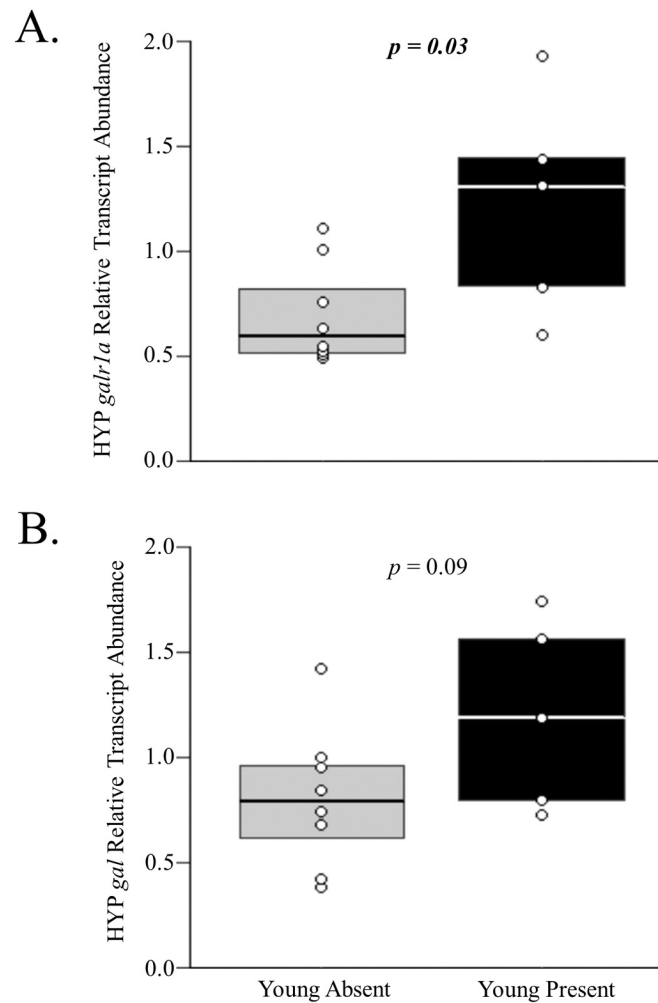 A.
HYP galr1a Relative Transcript Abundance
2.0
1.5
1.0
0.5
0.0
p = 0.03
B.
HYP gal Relative Transcript Abundance
2.0
1.5
1.0
0.5
0.0
p = 0.09
Young Absent
Young Present